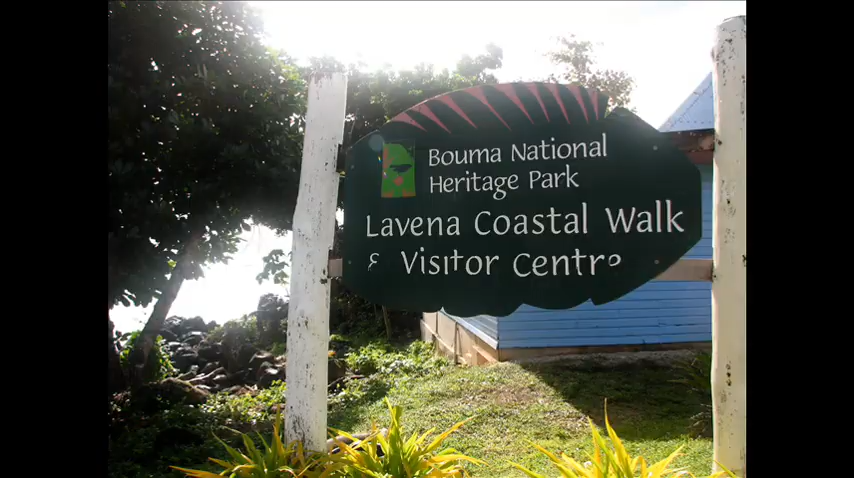 Bouma National
Heritage Park
Lavena Coastal Walk
& Visitor Centre